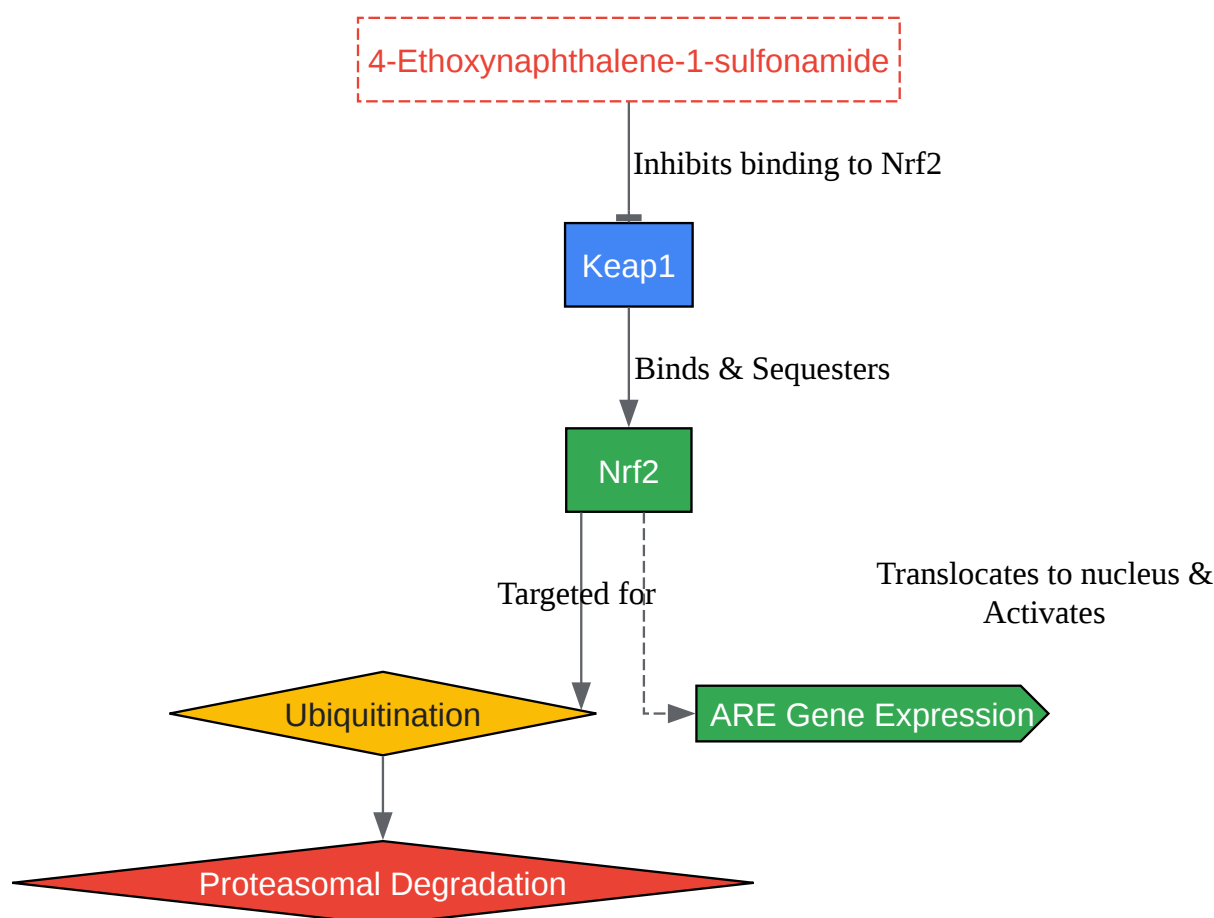 4-Ethoxynaphthalene-1-sulfonamide
Inhibits binding to Nrf2
Keap1
Binds & Sequesters
Nrf2
Targeted for
Translocates to nucleus &
Activates
Ubiquitination
ARE Gene Expression
Proteasomal Degradation